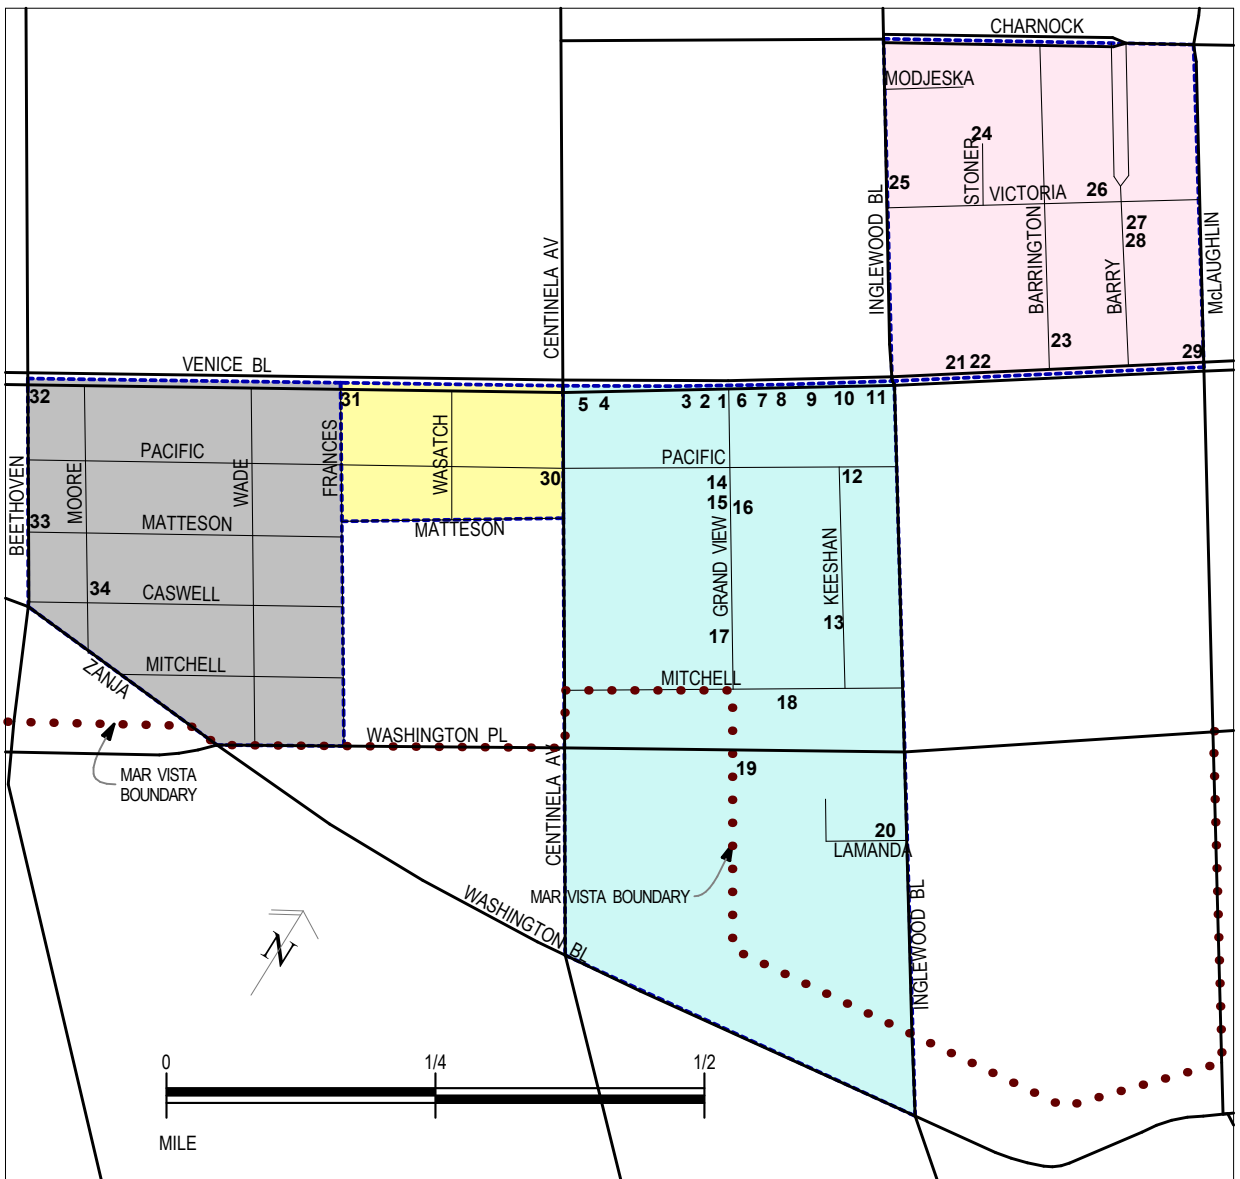 CHARNOCK
MODJESKA
24
STONER
25
VICTORIA
26
INGLEWOOD BL
BARRINGTON
27
28
BARRY
McLAUGHLIN
CENTINELA AV
23
21 22
29
VENICE BL
32
31
5 4 3 2 1 6 7 8 9 10 11
BEETHOVEN
MOORE
PACIFIC
WADE
FRANCES
WASATCH
30
PACIFIC
12
14
15
16
33
MATTESON
MATTESON
GRAND VIEW
KEESHAN
34
CASWELL
13
17
ZANJA
MITCHELL
MITCHELL
18
WASHINGTON PL
MAR VISTA
BOUNDARY
CENTINELA AV
19
20
LAMANDA
MAR VISTA BOUNDARY
WASHINGTON BL
INGLEWOOD BL
N
0 1/4 1/2
MILE